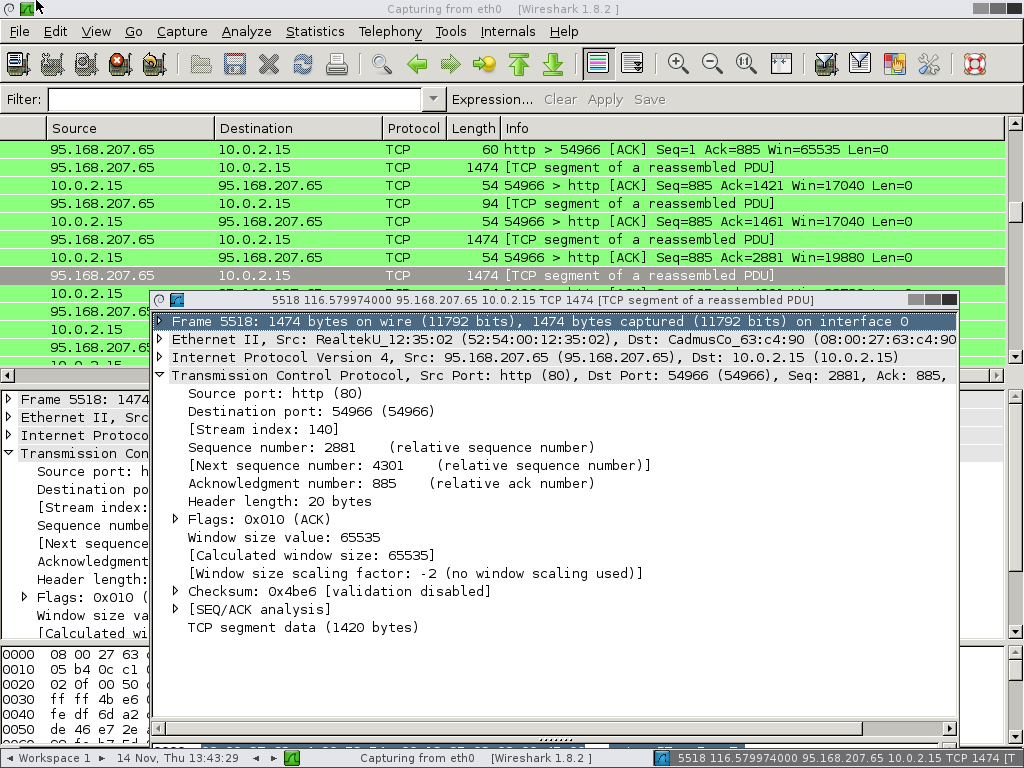 Capturing from eth0 [Wireshark 1.8.2 ]
File Edit View Go Capture Analyze Statistics Telephony Tools Internals Help
Filter: Expression... Clear Apply Save
Source Destination Protocol Length Info
95.168.207.65 10.0.2.15 TCP 60 http > 54966 [ACK] Seq=1 Ack=885 Win=65535 Len=0
95.168.207.65 10.0.2.15 TCP 1474 [TCP segment of a reassembled PDU]
10.0.2.15 95.168.207.65 TCP 54 54966 > http [ACK] Seq=885 Ack=1421 Win=17040 Len=0
95.168.207.65 10.0.2.15 TCP 94 [TCP segment of a reassembled PDU]
10.0.2.15 95.168.207.65 TCP 54 54966 > http [ACK] Seq=885 Ack=1461 Win=17040 Len=0
95.168.207.65 10.0.2.15 TCP 1474 [TCP segment of a reassembled PDU]
10.0.2.15 95.168.207.65 TCP 54 54966 > http [ACK] Seq=885 Ack=2881 Win=19880 Len=0
95.168.207.65 10.0.2.15 TCP 1474 [TCP segment of a reassembled PDU]
10.0.2.15
95.168.207.65
10.0.2.15
95.168.207.65
Frame 5518: 1474
Ethernet II, Src
Internet Protoco
Transmission Con
Source port: h
Destination po
[Stream index:
Sequence numbe
[Next sequence
Acknowledgment
Header length:
Flags: 0x010 (
Window size va
[Calculated wi
0000 08 00 27 63
0010 05 b4 0c c1
0020 02 0f 00 50
0030 ff ff 4b e6
0040 fe df 6d a2
0050 de 46 e7 2e
5518 116.579974000 95.168.207.65 10.0.2.15 TCP 1474 [TCP segment of a reassembled PDU]
Frame 5518: 1474 bytes on wire (11792 bits), 1474 bytes captured (11792 bits) on interface 0
Ethernet II, Src: RealtekU_12:35:02 (52:54:00:12:35:02), Dst: CadmusCo_63:c4:90 (08:00:27:63:c4:90
Internet Protocol Version 4, Src: 95.168.207.65 (95.168.207.65), Dst: 10.0.2.15 (10.0.2.15)
Transmission Control Protocol, Src Port: http (80), Dst Port: 54966 (54966), Seq: 2881, Ack: 885,
Source port: http (80)
Destination port: 54966 (54966)
[Stream index: 140]
Sequence number: 2881 (relative sequence number)
[Next sequence number: 4301 (relative sequence number)]
Acknowledgment number: 885 (relative ack number)
Header length: 20 bytes
Flags: 0x010 (ACK)
Window size value: 65535
[Calculated window size: 65535]
[Window size scaling factor: -2 (no window scaling used)]
Checksum: 0x4be6 [validation disabled]
[SEQ/ACK analysis]
TCP segment data (1420 bytes)
Workspace 1 14 Nov, Thu 13:43:29 Capturing from eth0 [Wireshark 1.8.2 ] 5518 116.579974000 95.168.207.65 10.0.2.15 TCP 1474 [T